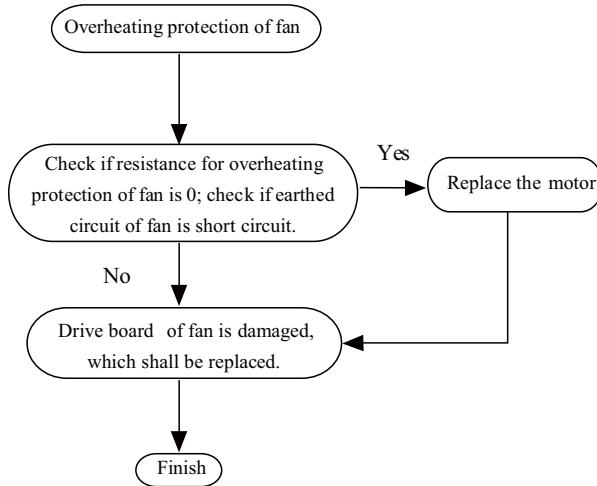 Overheating protection of fan
Check if resistance for overheating
protection of fan is 0; check if earthed
circuit of fan is short circuit.
Yes
Replace the motor
No
Drive board of fan is damaged,
which shall be replaced.
Finish